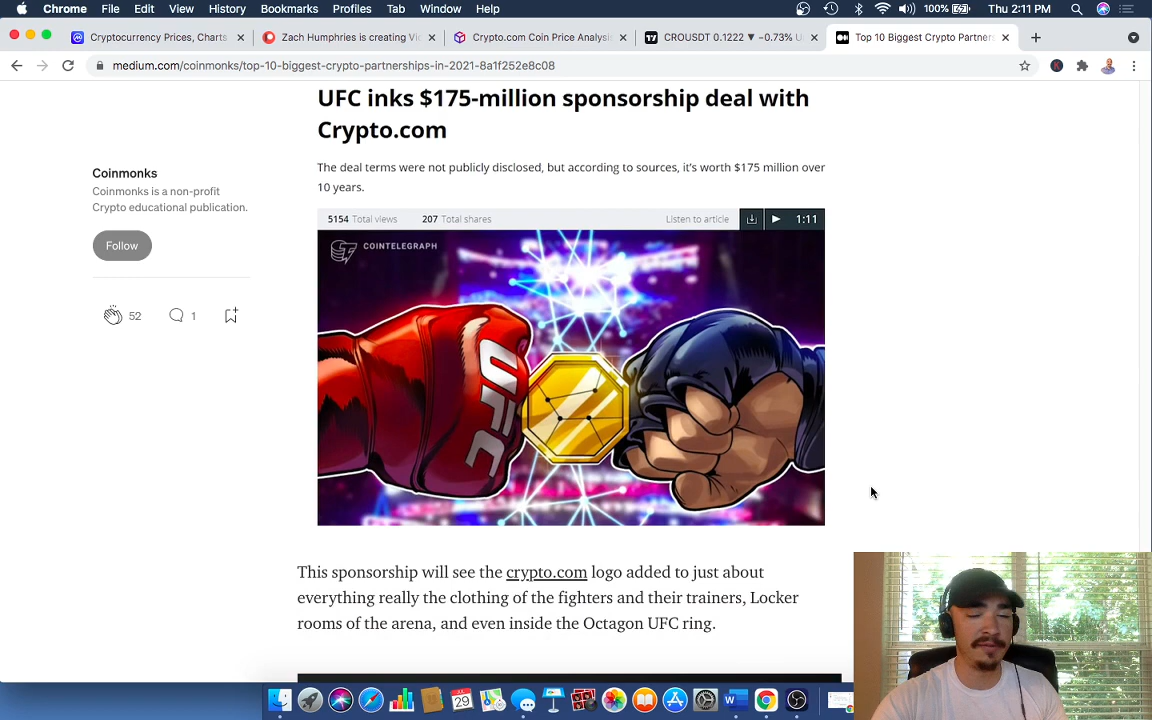 Chrome File Edit View History Bookmarks Profiles Tab Window Help 100% Thu 2:11 PM
Cryptocurrency Prices, Charts Zach Humphries is creating Vi Crypto.com Coin Price Analysi CROUSDT 0.1222 ▼ −0.73% U Top 10 Biggest Crypto Partner
medium.com/coinmonks/top-10-biggest-crypto-partnerships-in-2021-8a1f252e8c08
UFC inks $175-million sponsorship deal with
Crypto.com
The deal terms were not publicly disclosed, but according to sources, it's worth $175 million over
10 years.
Coinmonks
Coinmonks is a non-profit
Crypto educational publication.
Follow
52 1
5154 Total views 207 Total shares Listen to article 1:11
COINTELEGRAPH
UFC
This sponsorship will see the crypto.com logo added to just about
everything really the clothing of the fighters and their trainers, Locker
rooms of the arena, and even inside the Octagon UFC ring.
29